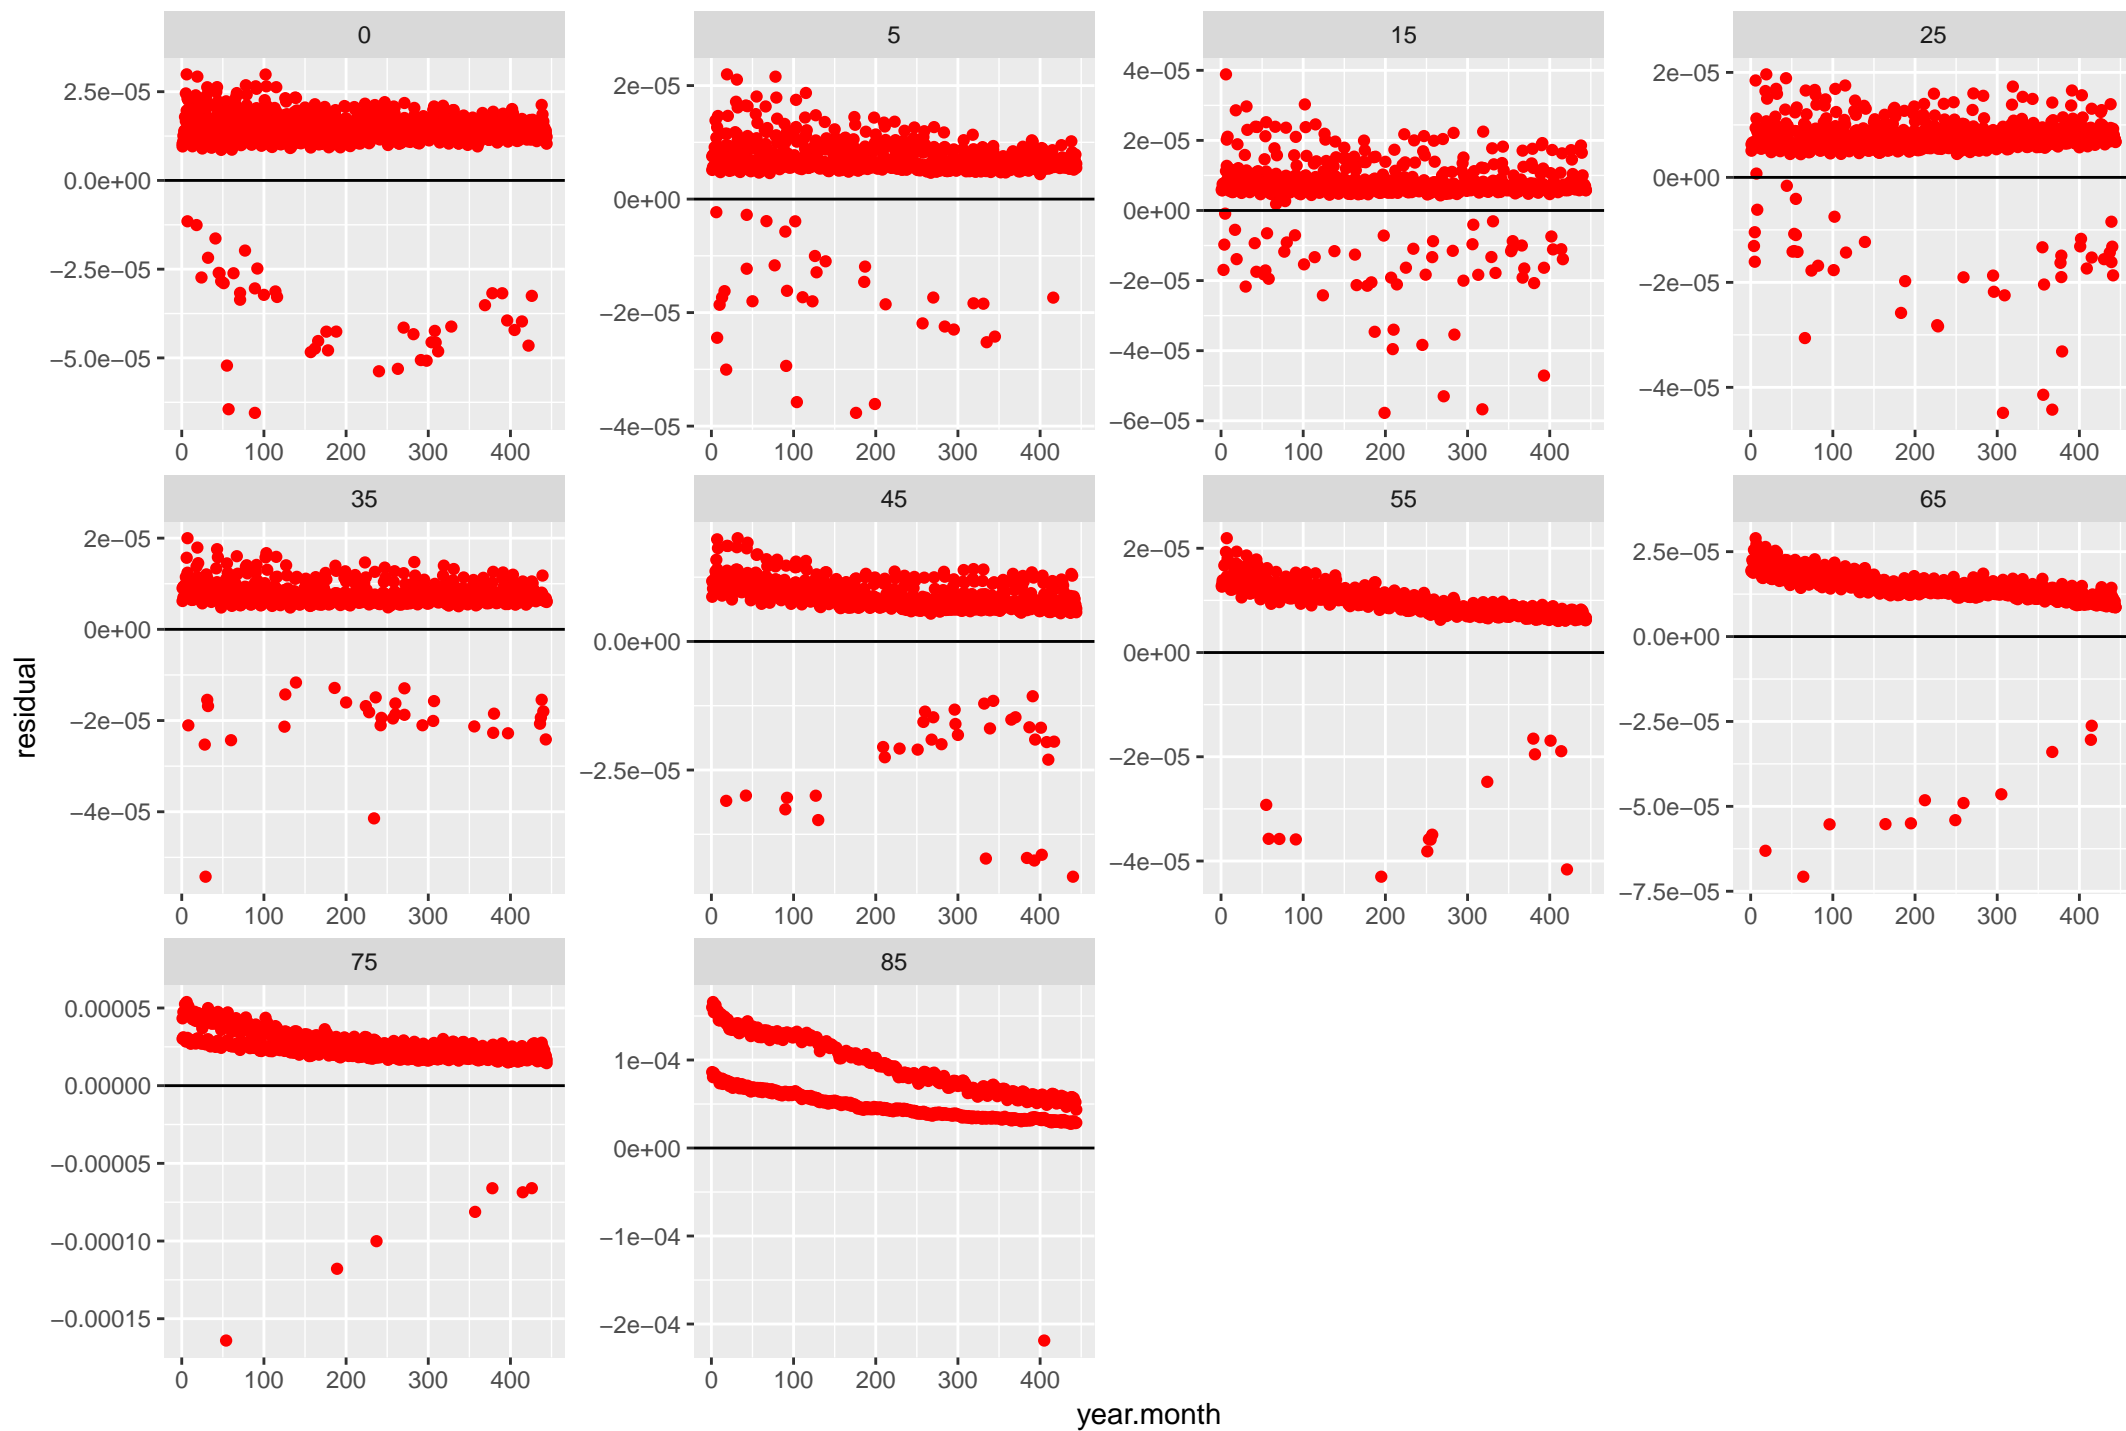 0 5 15 25
2.5e−05 2e−05 4e−05 2e−05
0.0e+00 0e+00 2e−05 0e+00
−2.5e−05 −2e−05 0e+00 −2e−05
−5.0e−05 −4e−05 −2e−05 −4e−05
−4e−05
−6e−05
0 100 200 300 400 0 100 200 300 400 0 100 200 300 400 0 100 200 300 400
35 45 55 65
2e−05 0.0e+00 2e−05 2.5e−05
0e+00 −2.5e−05 0e+00 0.0e+00
−2e−05 −2e−05 −2.5e−05
−4e−05 −4e−05 −5.0e−05
−7.5e−05
0 100 200 300 400 0 100 200 300 400 0 100 200 300 400 0 100 200 300 400
residual
75 85
0.00005 1e−04
0.00000 0e+00
−0.00005 −1e−04
−0.00010 −2e−04
−0.00015
0 100 200 300 400 0 100 200 300 400
year.month